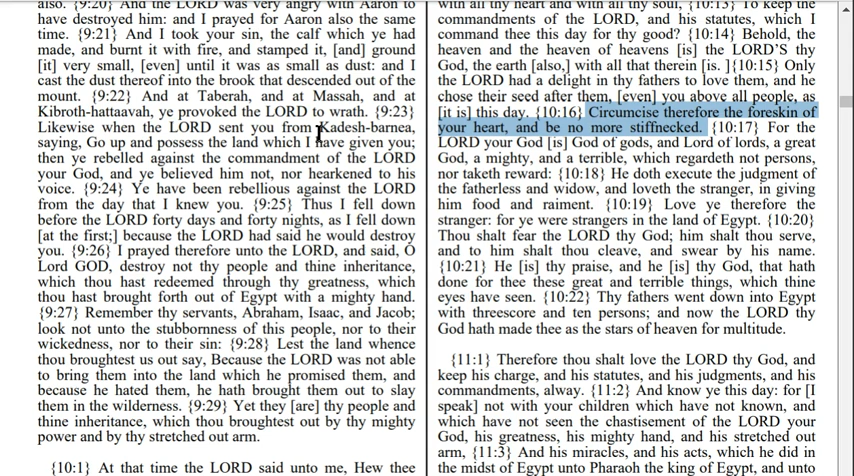 also. {9:20} And the LORD was very angry with Aaron to
have destroyed him: and I prayed for Aaron also the same
time. {9:21} And I took your sin, the calf which ye had
made, and burnt it with fire, and stamped it, [and] ground
[it] very small, [even] until it was as small as dust: and I
cast the dust thereof into the brook that descended out of the
mount. {9:22} And at Taberah, and at Massah, and at
Kibroth-hattaavah, ye provoked the LORD to wrath. {9:23}
Likewise when the LORD sent you from Kadesh-barnea,
saying, Go up and possess the land which I have given you;
then ye rebelled against the commandment of the LORD
your God, and ye believed him not, nor hearkened to his
voice. {9:24} Ye have been rebellious against the LORD
from the day that I knew you. {9:25} Thus I fell down
before the LORD forty days and forty nights, as I fell down
[at the first;] because the LORD had said he would destroy
you. {9:26} I prayed therefore unto the LORD, and said, O
Lord GOD, destroy not thy people and thine inheritance,
which thou hast redeemed through thy greatness, which
thou hast brought forth out of Egypt with a mighty hand.
{9:27} Remember thy servants, Abraham, Isaac, and Jacob;
look not unto the stubbornness of this people, nor to their
wickedness, nor to their sin: {9:28} Lest the land whence
thou broughtest us out say, Because the LORD was not able
to bring them into the land which he promised them, and
because he hated them, he hath brought them out to slay
them in the wilderness. {9:29} Yet they [are] thy people and
thine inheritance, which thou broughtest out by thy mighty
power and by thy stretched out arm.
{10:1} At that time the LORD said unto me, Hew thee
with all thy heart and with all thy soul, {10:13} To keep the
commandments of the LORD, and his statutes, which I
command thee this day for thy good? {10:14} Behold, the
heaven and the heaven of heavens [is] the LORD'S thy
God, the earth [also,] with all that therein [is. ]{10:15} Only
the LORD had a delight in thy fathers to love them, and he
chose their seed after them, [even] you above all people, as
[it is] this day. {10:16} Circumcise therefore the foreskin of
your heart, and be no more stiffnecked. {10:17} For the
LORD your God [is] God of gods, and Lord of lords, a great
God, a mighty, and a terrible, which regardeth not persons,
nor taketh reward: {10:18} He doth execute the judgment of
the fatherless and widow, and loveth the stranger, in giving
him food and raiment. {10:19} Love ye therefore the
stranger: for ye were strangers in the land of Egypt. {10:20}
Thou shalt fear the LORD thy God; him shalt thou serve,
and to him shalt thou cleave, and swear by his name.
{10:21} He [is] thy praise, and he [is] thy God, that hath
done for thee these great and terrible things, which thine
eyes have seen. {10:22} Thy fathers went down into Egypt
with threescore and ten persons; and now the LORD thy
God hath made thee as the stars of heaven for multitude.
{11:1} Therefore thou shalt love the LORD thy God, and
keep his charge, and his statutes, and his judgments, and his
commandments, alway. {11:2} And know ye this day: for [I
speak] not with your children which have not known, and
which have not seen the chastisement of the LORD your
God, his greatness, his mighty hand, and his stretched out
arm, {11:3} And his miracles, and his acts, which he did in
the midst of Egypt unto Pharaoh the king of Egypt, and unto